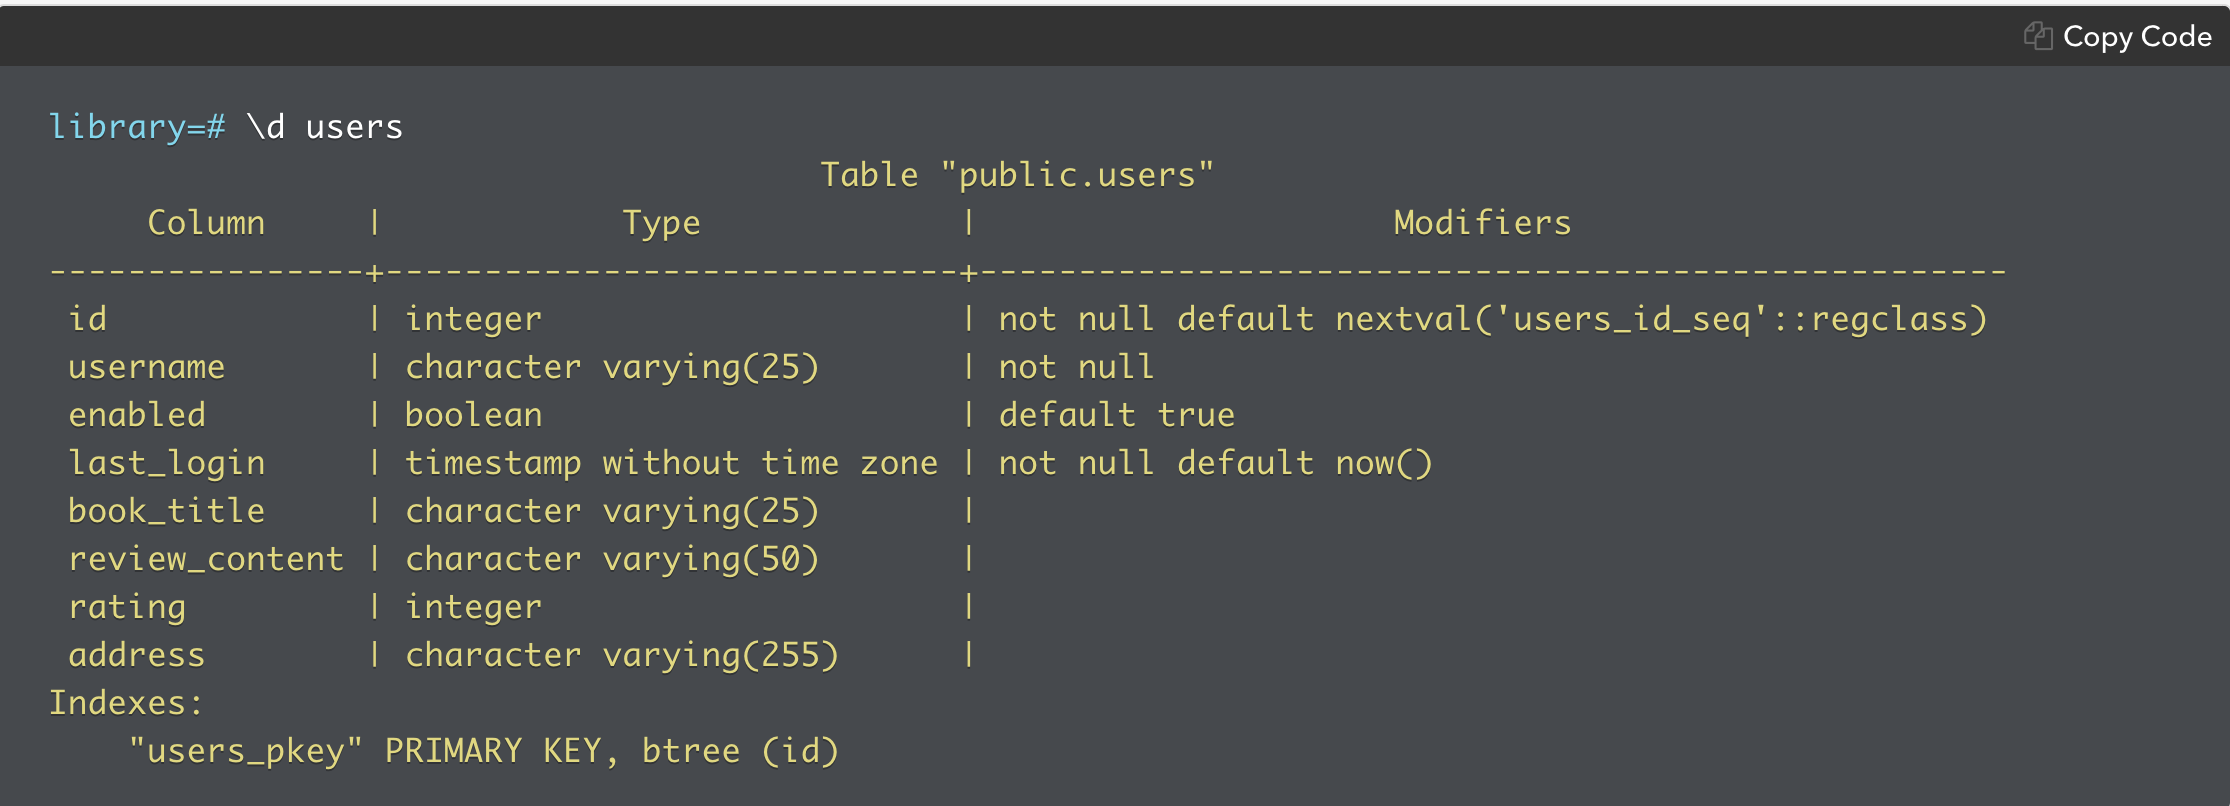 Copy Code
library=# \d users
                                       Table "public.users"
     Column     |            Type             |                     Modifiers
----------------+-----------------------------+----------------------------------------------------
 id             | integer                     | not null default nextval('users_id_seq'::regclass)
 username       | character varying(25)       | not null
 enabled        | boolean                     | default true
 last_login     | timestamp without time zone | not null default now()
 book_title     | character varying(25)       |
 review_content | character varying(50)       |
 rating         | integer                     |
 address        | character varying(255)      |
Indexes:
    "users_pkey" PRIMARY KEY, btree (id)